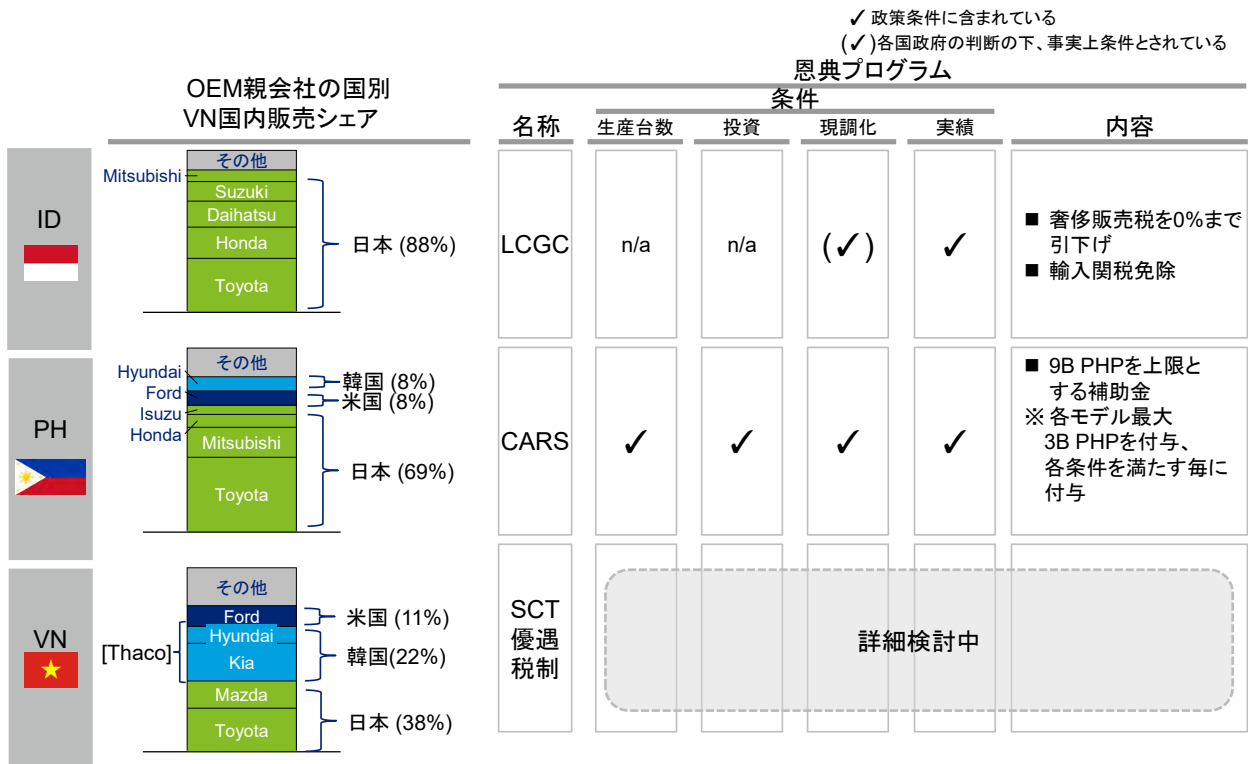 ✓ 政策条件に含まれている
(✓)各国政府の判断の下、事実上条件とされている
OEM親会社の国別
VN国内販売シェア
恩典プログラム
名称
条件
生産台数
投資
現調化
実績
内容
ID
その他
Mitsubishi
Suzuki
Daihatsu
Honda
Toyota
日本 (88%)
LCGC
n/a
n/a
(✓)
✓
■ 奢侈販売税を0%まで
引下げ
■ 輸入関税免除
PH
その他
Hyundai
Ford
Isuzu
Honda
Mitsubishi
Toyota
韓国 (8%)
米国 (8%)
日本 (69%)
CARS
✓
✓
✓
✓
■ 9B PHPを上限と
する補助金
※ 各モデル最大
3B PHPを付与、
各条件を満たす毎に
付与
VN
その他
Ford
Hyundai
Kia
[Thaco]
Mazda
Toyota
米国 (11%)
韓国(22%)
日本 (38%)
SCT
優遇
税制
詳細検討中